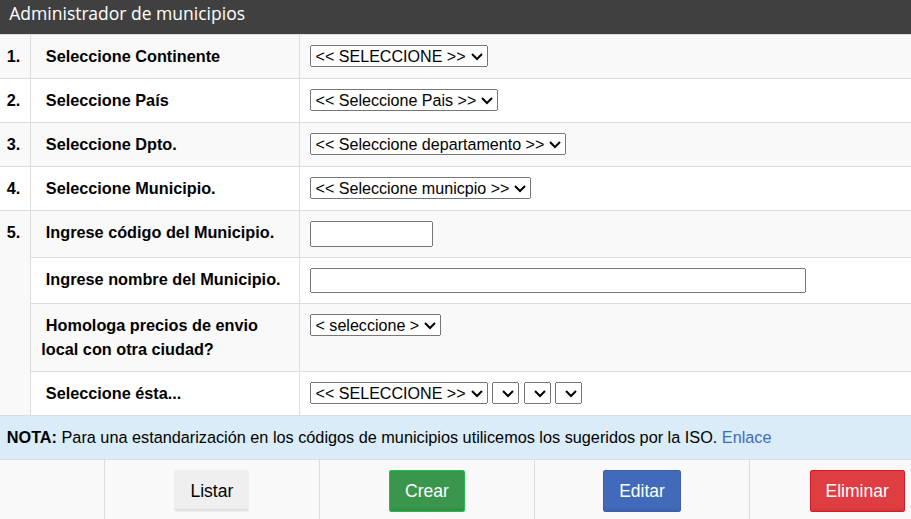 Administrador de municipios
1. Seleccione Continente << SELECCIONE >>
2. Seleccione País << Seleccione Pais >>
3. Seleccione Dpto. << Seleccione departamento >>
4. Seleccione Municipio. << Seleccione municpio >>
5. Ingrese código del Municipio.
Ingrese nombre del Municipio.
Homologa precios de envio < seleccione >
local con otra ciudad?
Seleccione ésta... << SELECCIONE >>
NOTA: Para una estandarización en los códigos de municipios utilicemos los sugeridos por la ISO. Enlace
Listar Crear Editar Eliminar